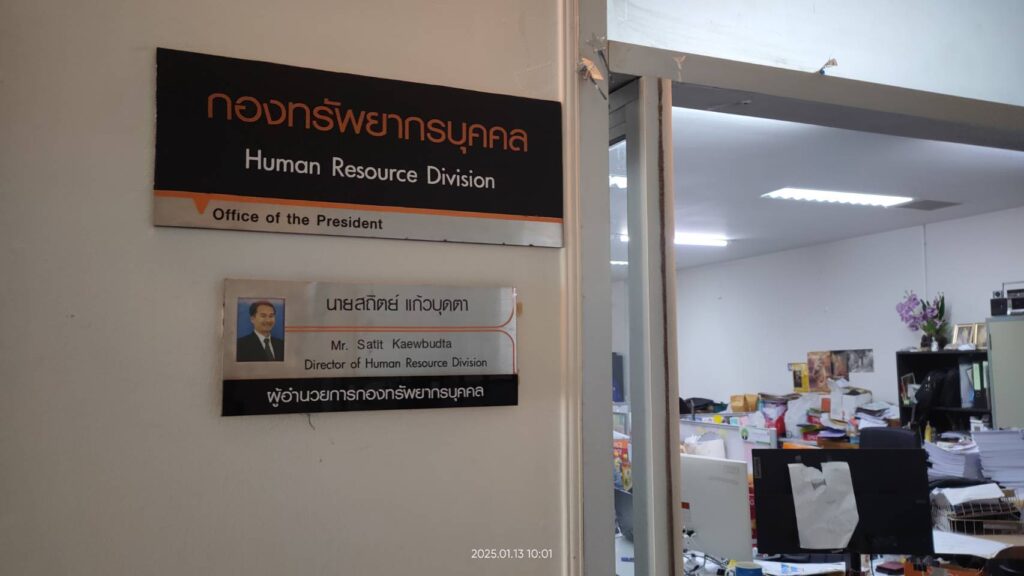 กองทรัพยากรบุคคล
Human Resource Division
Office of the President
นายสถิตย์ แก้วบุดตา
Mr. Satit Kaewbudta
Director of Human Resource Division
ผู้อำนวยการกองทรัพยากรบุคคล
2025.01.13 10:01